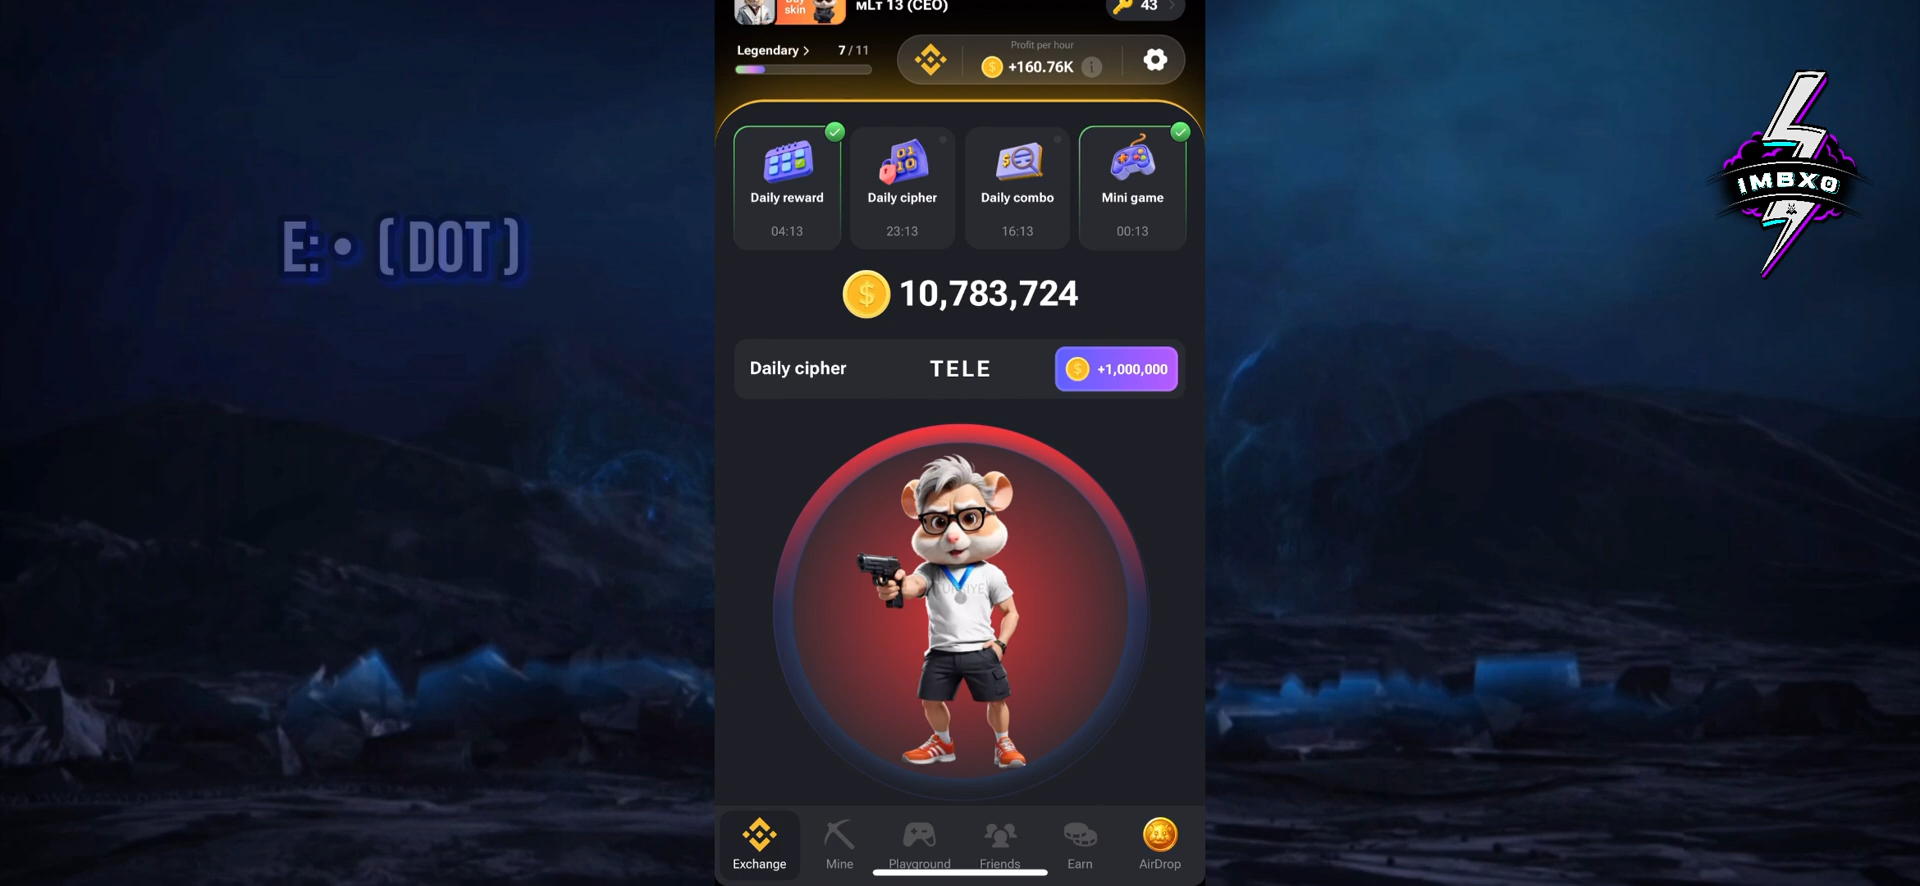 skin
MLT 13 (CEO)
43
Legendary >
7 / 11
Profit per hour
+160.76K
Daily reward
Daily cipher
Daily combo
Mini game
04:13
23:13
16:13
00:13
E: • ( DOT )
IMBXO
10,783,724
Daily cipher
TELE
+1,000,000
Exchange
Mine
Playground
Friends
Earn
AirDrop